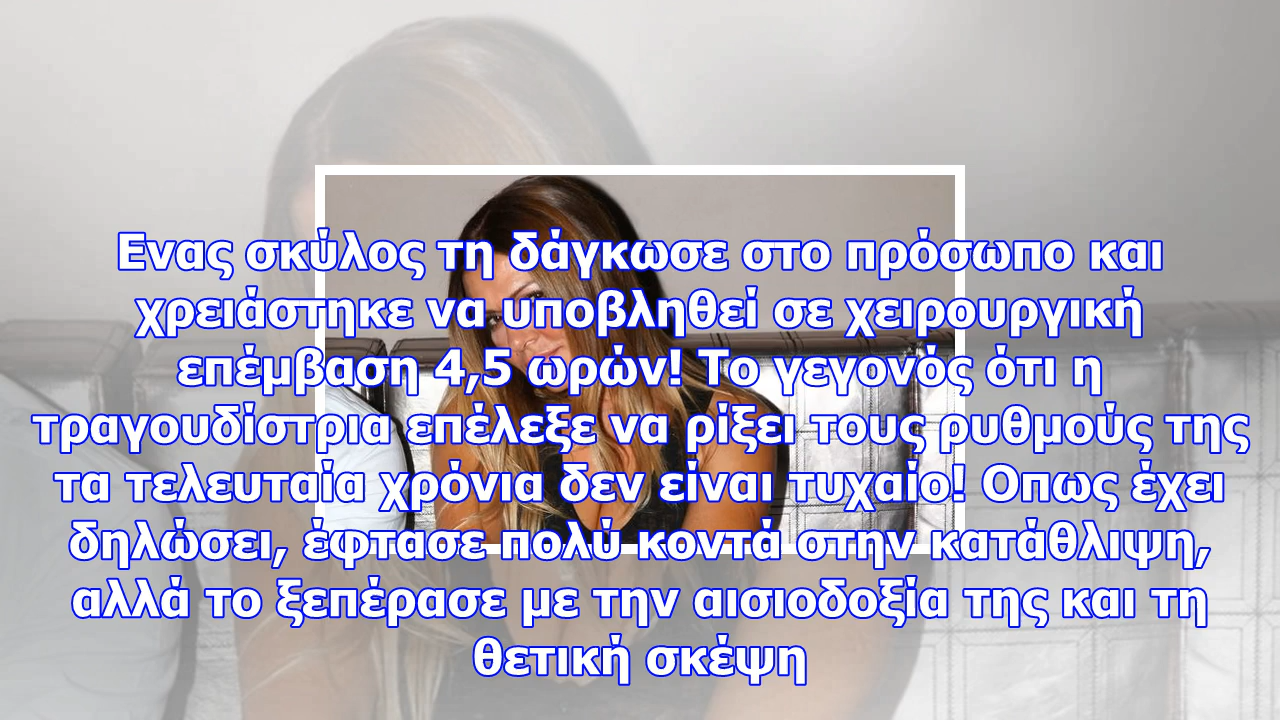 Ενας σκύλος τη δάγκωσε στο πρόσωπο και
χρειάστηκε να υποβληθεί σε χειρουργική
επέμβαση 4,5 ωρών! Το γεγονός ότι η
τραγουδίστρια επέλεξε να ρίξει τους ρυθμούς της
τα τελευταία χρόνια δεν είναι τυχαίο! Οπως έχει
δηλώσει, έφτασε πολύ κοντά στην κατάθλιψη,
αλλά το ξεπέρασε με την αισιοδοξία της και τη
θετική σκέψη